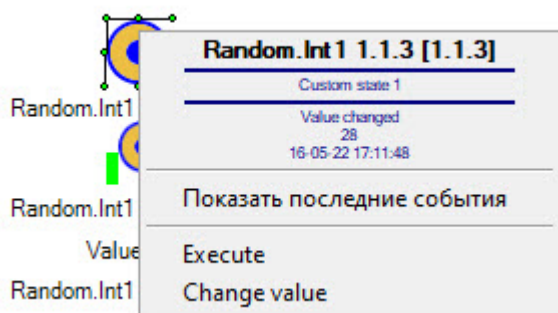 Random.Int1 1.1.3 [1.1.3]
Custom state 1
Value changed
28
16-05-22 17:11:48
Показать последние события
Execute
Change value
Random.Int1
Random.Int1
Value
Random.Int1